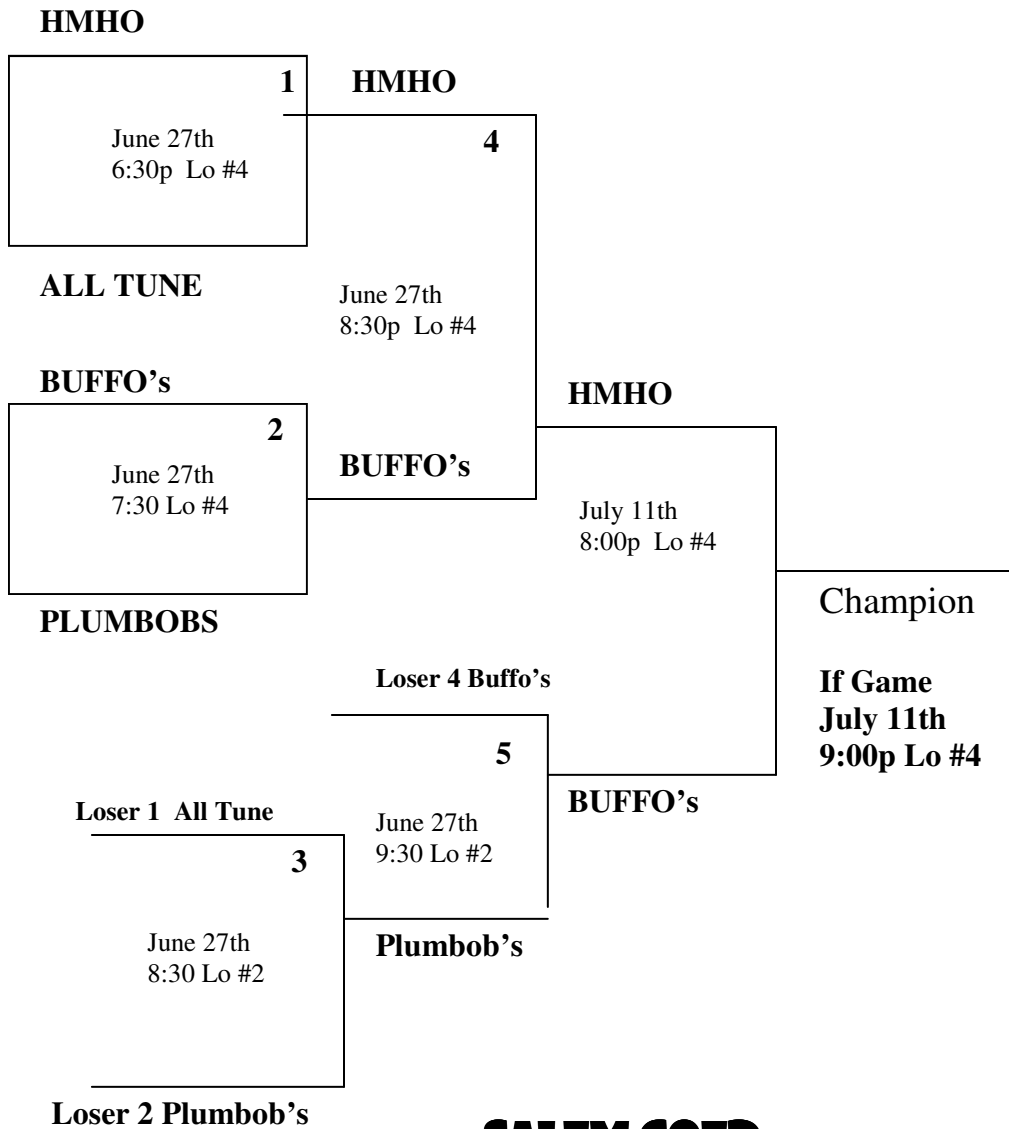 HMHO
1
HMHO
June 27th
6:30p Lo #4
4
ALL TUNE
June 27th
8:30p Lo #4
BUFFO's
2
HMHO
June 27th
7:30 Lo #4
BUFFO's
July 11th
8:00p Lo #4
PLUMBOBS
Champion
Loser 4 Buffo's
If Game
July 11th
9:00p Lo #4
5
BUFFO's
Loser 1 All Tune
June 27th
9:30 Lo #2
3
Plumbob's
June 27th
8:30 Lo #2
Loser 2 Plumbob's
SALEM COED